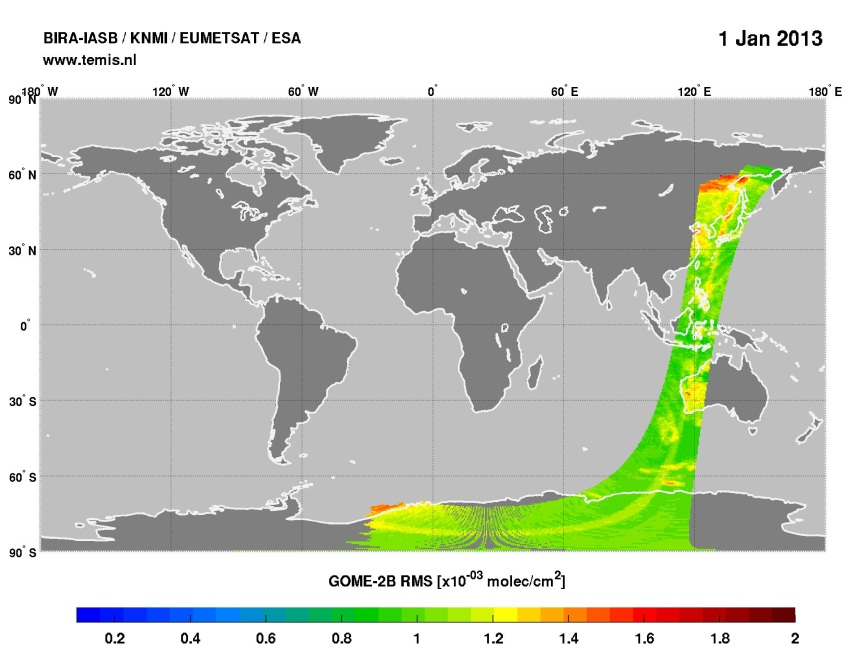 BIRA-IASB / KNMI / EUMETSAT / ESA
www.temis.nl
1 Jan 2013
180° W 120° W 60° W 0° 60° E 120° E 180° E
90° N
60° N
30° N
0°
30° S
60° S
90° S
GOME-2B RMS [x10⁻⁰³ molec/cm²]
0.2 0.4 0.6 0.8 1 1.2 1.4 1.6 1.8 2